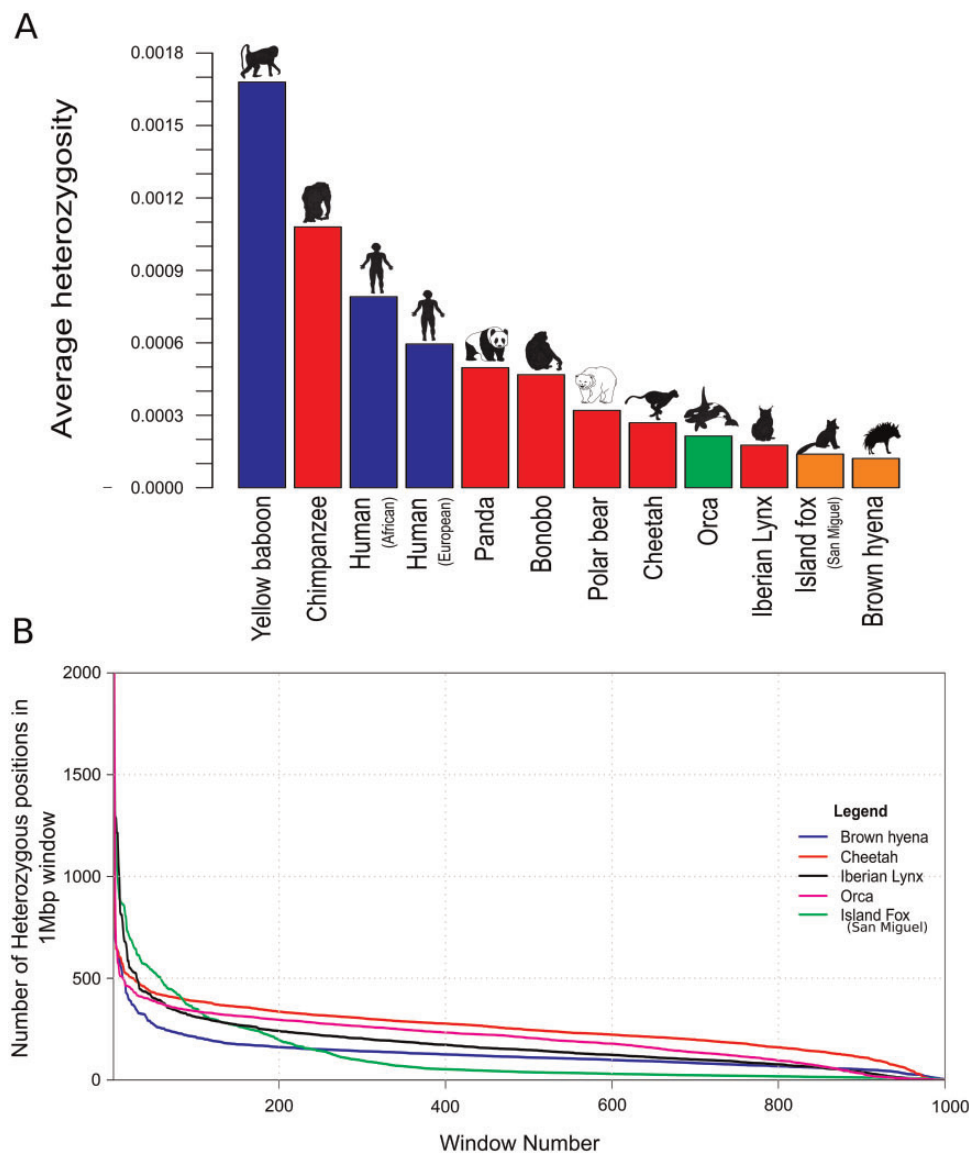 A
Average heterozygosity
0.0018
0.0015
0.0012
0.0009
0.0006
0.0003
0.0000
Yellow baboon
Chimpanzee
Human
(African)
Human
(European)
Panda
Bonobo
Polar bear
Cheetah
Orca
Iberian Lynx
Island fox
(San Miguel)
Brown hyena
B
Number of Heterozygous positions in
1Mbp window
2000
1500
1000
500
0
Legend
Brown hyena
Cheetah
Iberian Lynx
Orca
Island Fox
(San Miguel)
200
400
600
800
1000
Window Number